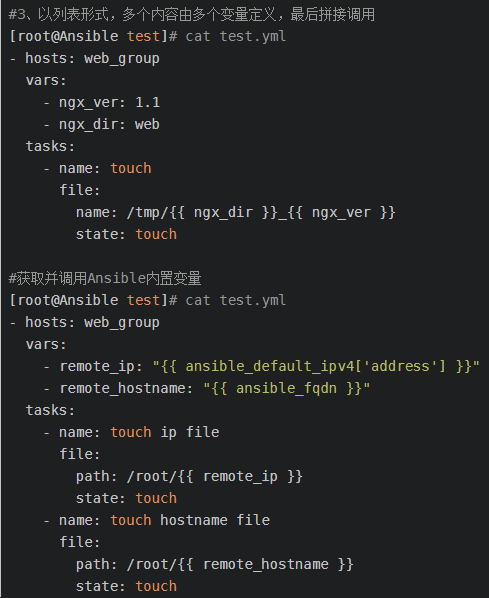 #3、以列表形式，多个内容由多个变量定义，最后拼接调用
[root@Ansible test]# cat test.yml
- hosts: web_group
  vars:
    - ngx_ver: 1.1
    - ngx_dir: web
  tasks:
    - name: touch
      file:
        name: /tmp/{{ ngx_dir }}_{{ ngx_ver }}
        state: touch

#获取并调用Ansible内置变量
[root@Ansible test]# cat test.yml
- hosts: web_group
  vars:
    - remote_ip: "{{ ansible_default_ipv4['address'] }}"
    - remote_hostname: "{{ ansible_fqdn }}"
  tasks:
    - name: touch ip file
      file:
        path: /root/{{ remote_ip }}
        state: touch
    - name: touch hostname file
      file:
        path: /root/{{ remote_hostname }}
        state: touch